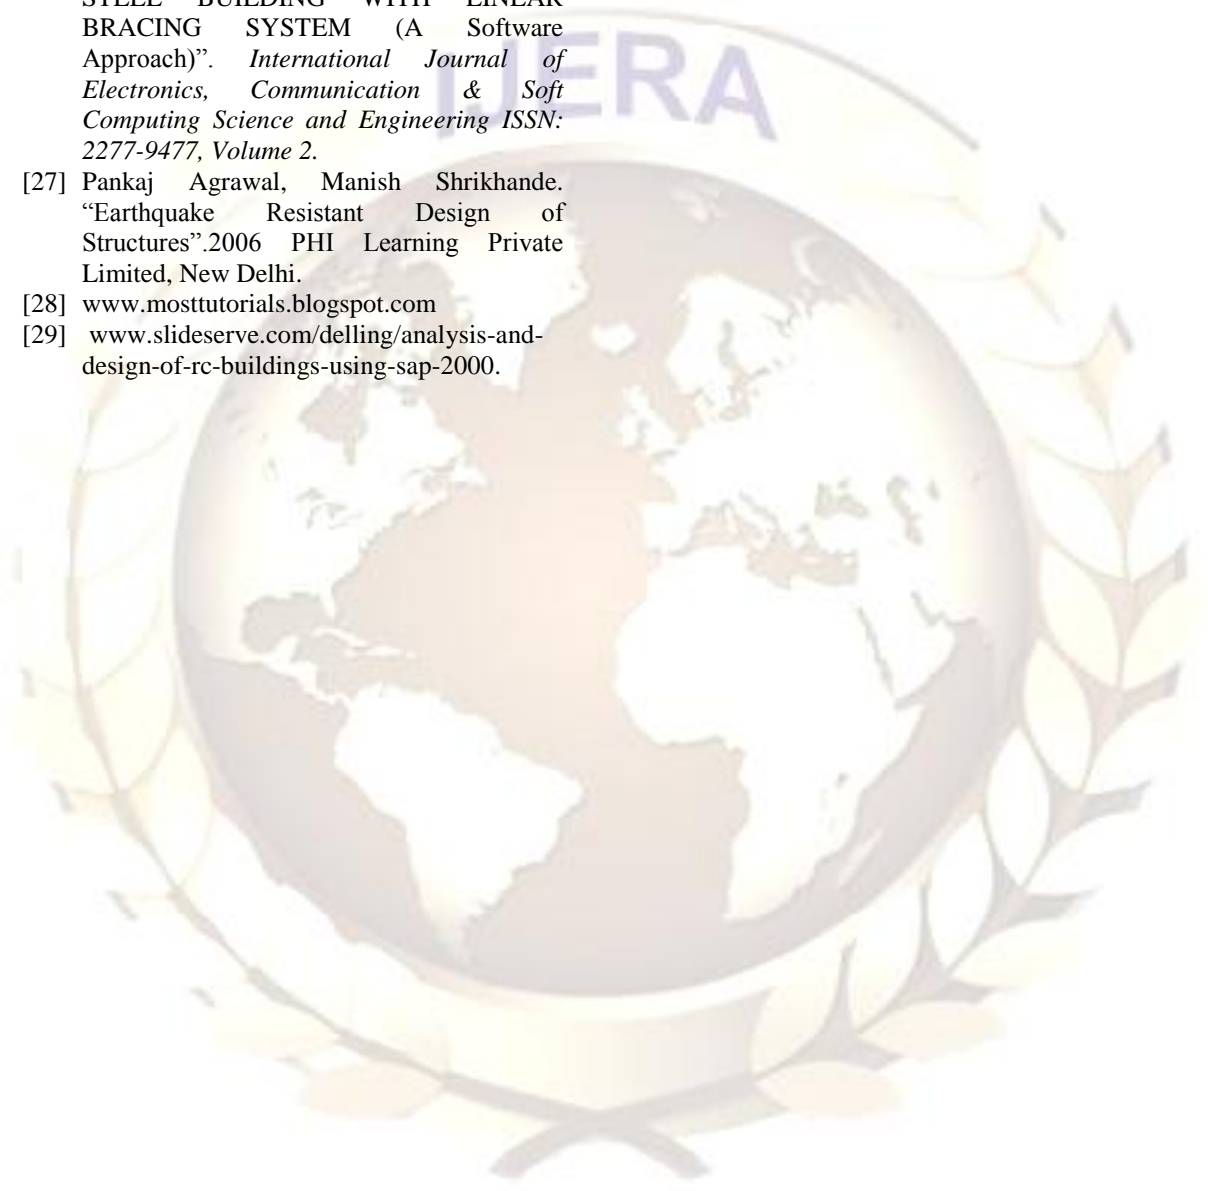 STEEL BUILDING WITH LINEAR
BRACING SYSTEM (A Software
Approach)”. International Journal of
Electronics, Communication & Soft
Computing Science and Engineering ISSN:
2277-9477, Volume 2.
[27] Pankaj Agrawal, Manish Shrikhande.
“Earthquake Resistant Design of
Structures”.2006 PHI Learning Private
Limited, New Delhi.
[28] www.mosttutorials.blogspot.com
[29] www.slideserve.com/delling/analysis-and-
design-of-rc-buildings-using-sap-2000.
IJERA